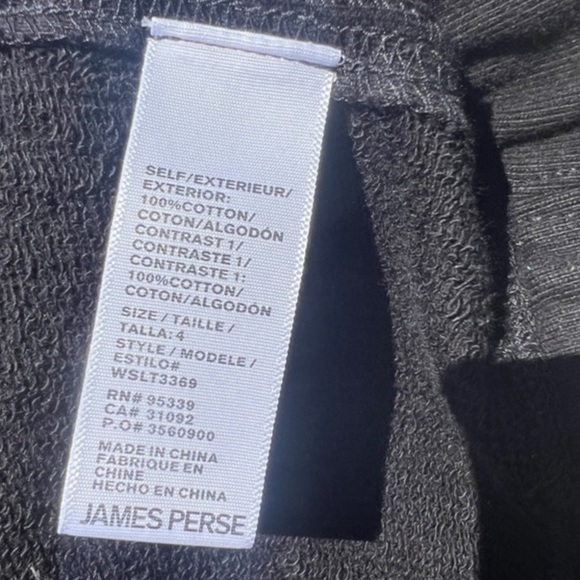 SELF/EXTERIEUR/
EXTERIOR:
100%COTTON/
COTON/ALGODÓN
CONTRAST 1/
CONTRASTE 1/
CONTRASTE 1:
100%COTTON/
COTON/ALGODÓN
SIZE / TAILLE /
TALLA: 4
STYLE / MODELE /
ESTILO#
WSLT3369
RN# 95339
CA# 31092
P.O# 3560900
MADE IN CHINA
FABRIQUE EN
CHINE
HECHO EN CHINA
JAMES PERSE